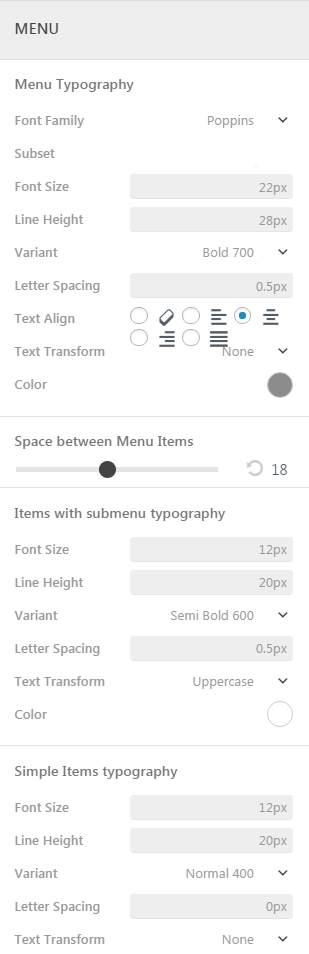 MENU
Menu Typography
Font Family Poppins
Subset
Font Size 22px
Line Height 28px
Variant Bold 700
Letter Spacing 0.5px
Text Align
Text Transform None
Color
Space between Menu Items
18
Items with submenu typography
Font Size 12px
Line Height 20px
Variant Semi Bold 600
Letter Spacing 0.5px
Text Transform Uppercase
Color
Simple Items typography
Font Size 12px
Line Height 20px
Variant Normal 400
Letter Spacing 0px
Text Transform None